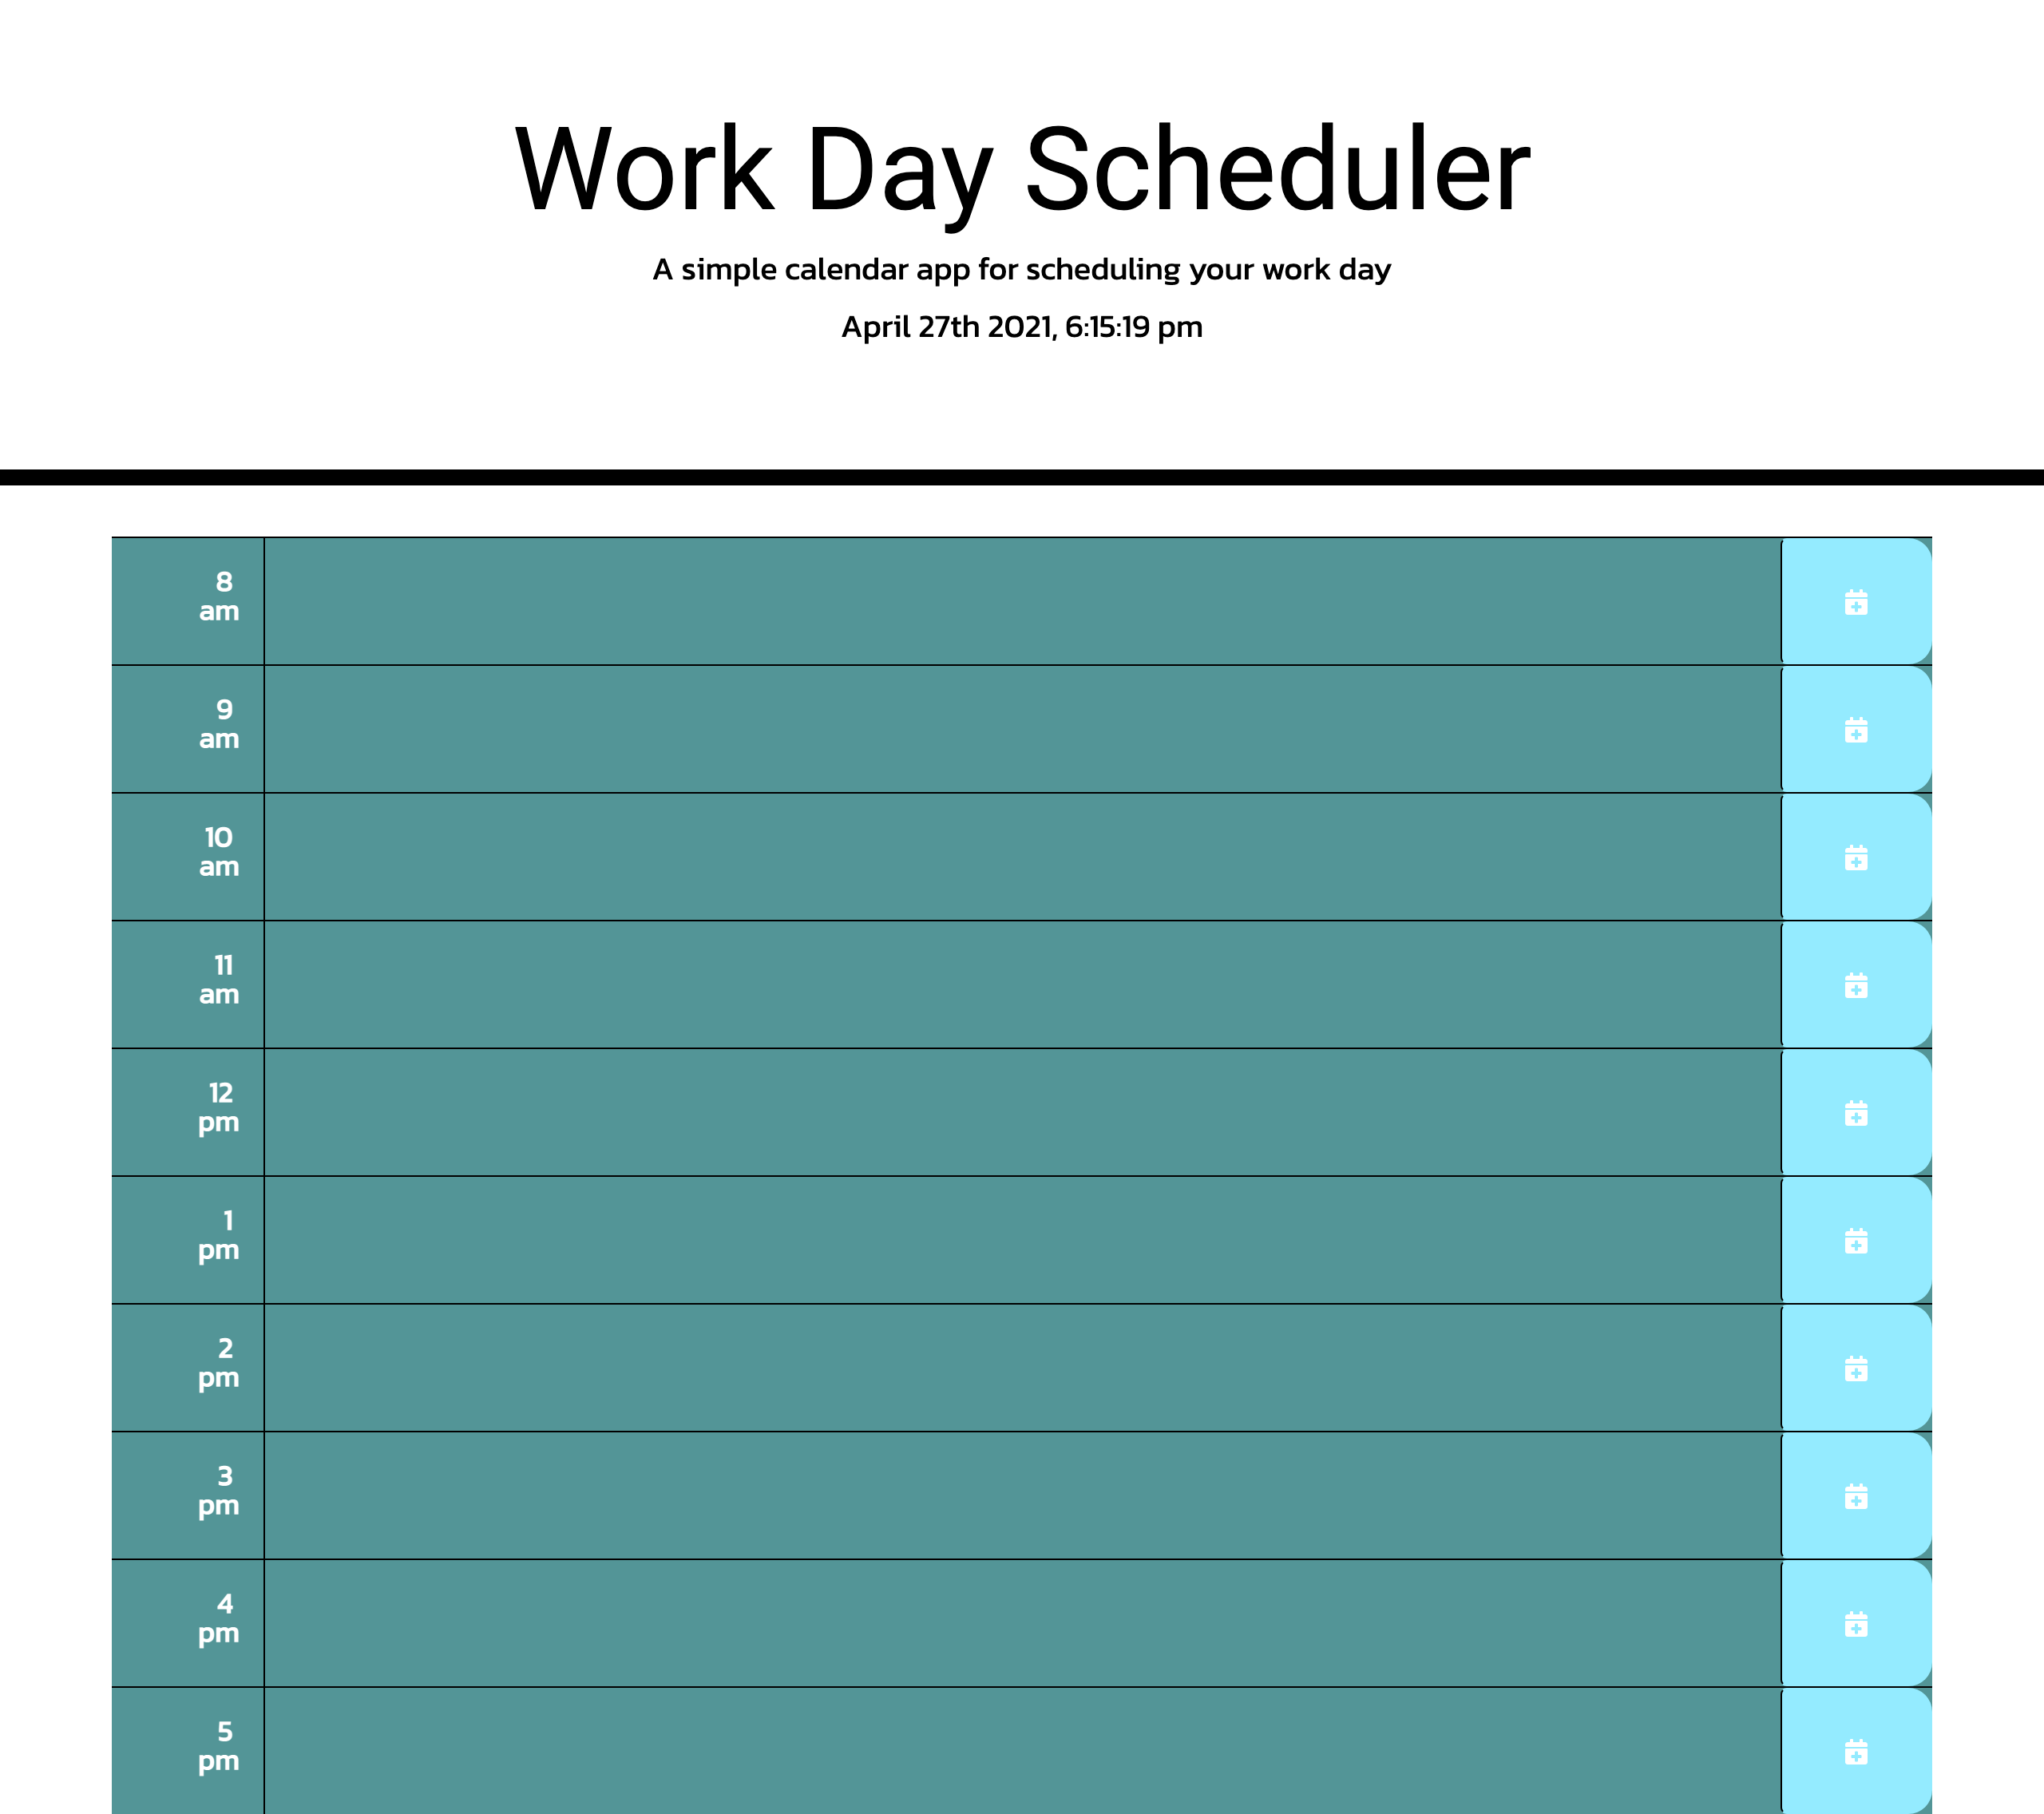 Work Day Scheduler
A simple calendar app for scheduling your work day
April 27th 2021, 6:15:19 pm
8
am
9
am
10
am
11
am
12
pm
1
pm
2
pm
3
pm
4
pm
5
pm